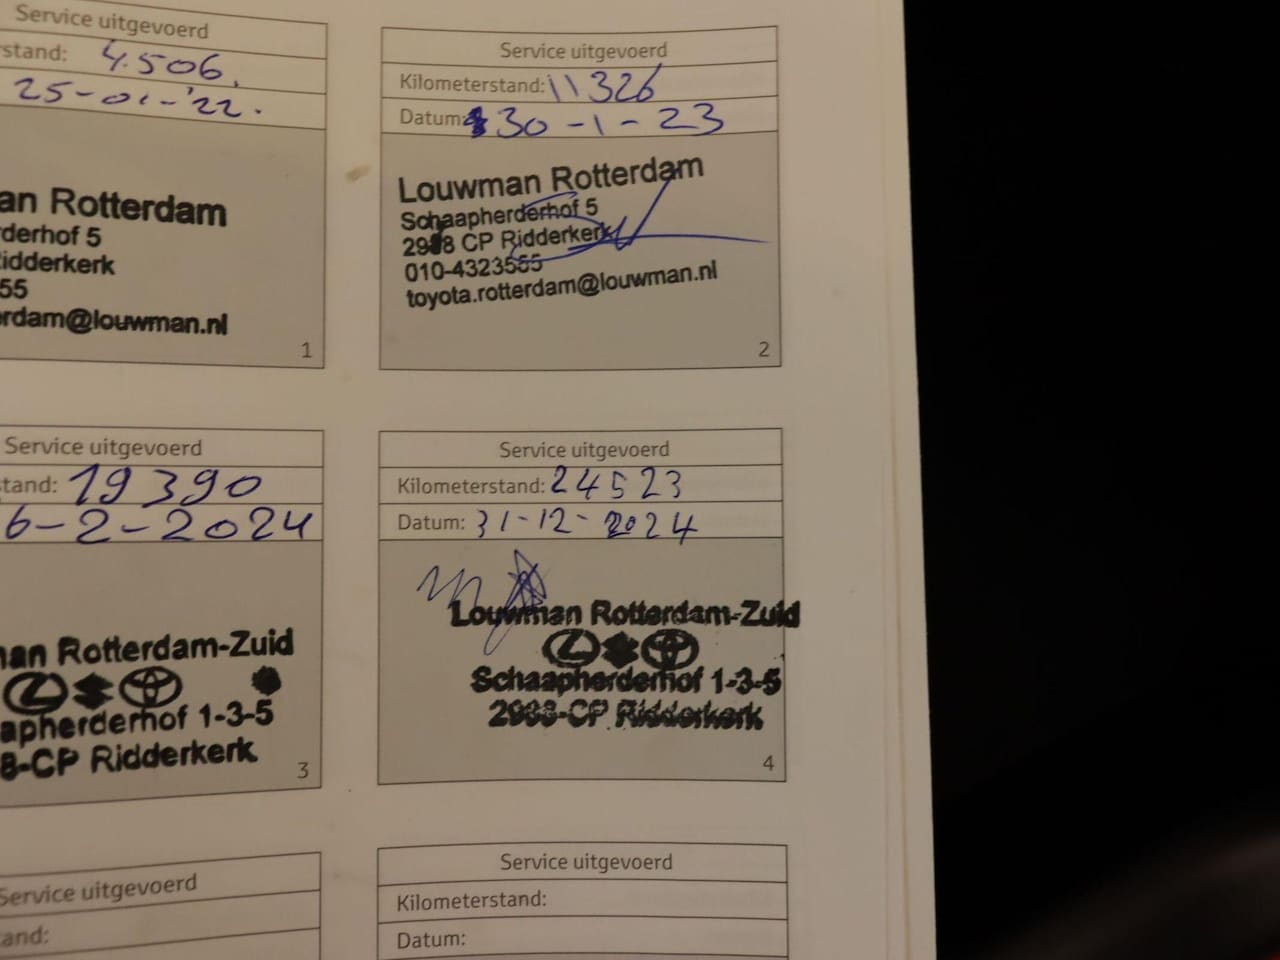 Service uitgevoerd
stand: 4.506.
25-01-'22.
an Rotterdam
derhof 5
idderkerk
55
rdam@louwman.nl
1
Service uitgevoerd
Kilometerstand: 11326
Datum: 30-1-23
Louwman Rotterdam
Schaapherderhof 5
2988 CP Ridderkerk
010-4323555
toyota.rotterdam@louwman.nl
2
Service uitgevoerd
tand: 19390
6-2-2024
an Rotterdam-Zuid
apherderhof 1-3-5
8-CP Ridderkerk
3
Service uitgevoerd
Kilometerstand: 24523
Datum: 31-12-2024
Louwman Rotterdam-Zuid
Schaapherderhof 1-3-5
2988-CP Ridderkerk
4
Service uitgevoerd
and:
Service uitgevoerd
Kilometerstand:
Datum: